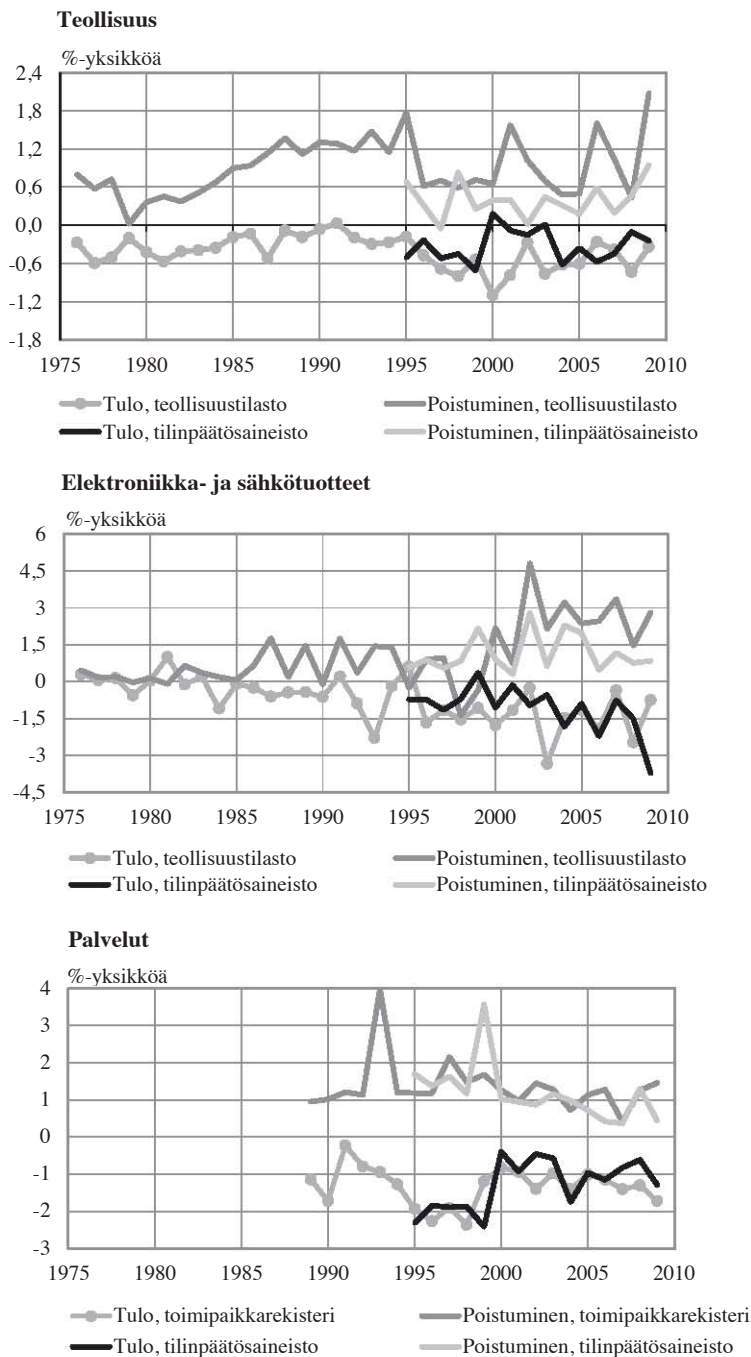 Teollisuus
%-yksikköä
2,4
1,8
1,2
0,6
0,0
-0,6
-1,2
-1,8
1975 1980 1985 1990 1995 2000 2005 2010
Tulo, teollisuustilasto Poistuminen, teollisuustilasto
Tulo, tilinpäätösaineisto Poistuminen, tilinpäätösaineisto
Elektroniikka- ja sähkötuotteet
%-yksikköä
6
4,5
3
1,5
0
-1,5
-3
-4,5
1975 1980 1985 1990 1995 2000 2005 2010
Tulo, teollisuustilasto Poistuminen, teollisuustilasto
Tulo, tilinpäätösaineisto Poistuminen, tilinpäätösaineisto
Palvelut
%-yksikköä
4
3
2
1
0
-1
-2
-3
1975 1980 1985 1990 1995 2000 2005 2010
Tulo, toimipaikkarekisteri Poistuminen, toimipaikkarekisteri
Tulo, tilinpäätösaineisto Poistuminen, tilinpäätösaineisto